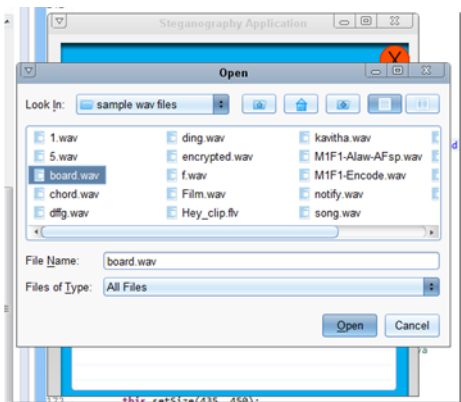 Steganography Application
X
Open
Look In: sample wav files
1.wav ding.wav kavitha.wav
5.wav encrypted.wav M1F1-Alaw-AFsp.wav
board.wav f.wav M1F1-Encode.wav
chord.wav Film.wav notify.wav
dffg.wav Hey_clip.flv song.wav
File Name: board.wav
Files of Type: All Files
Open Cancel
this.setSize(435, 450);